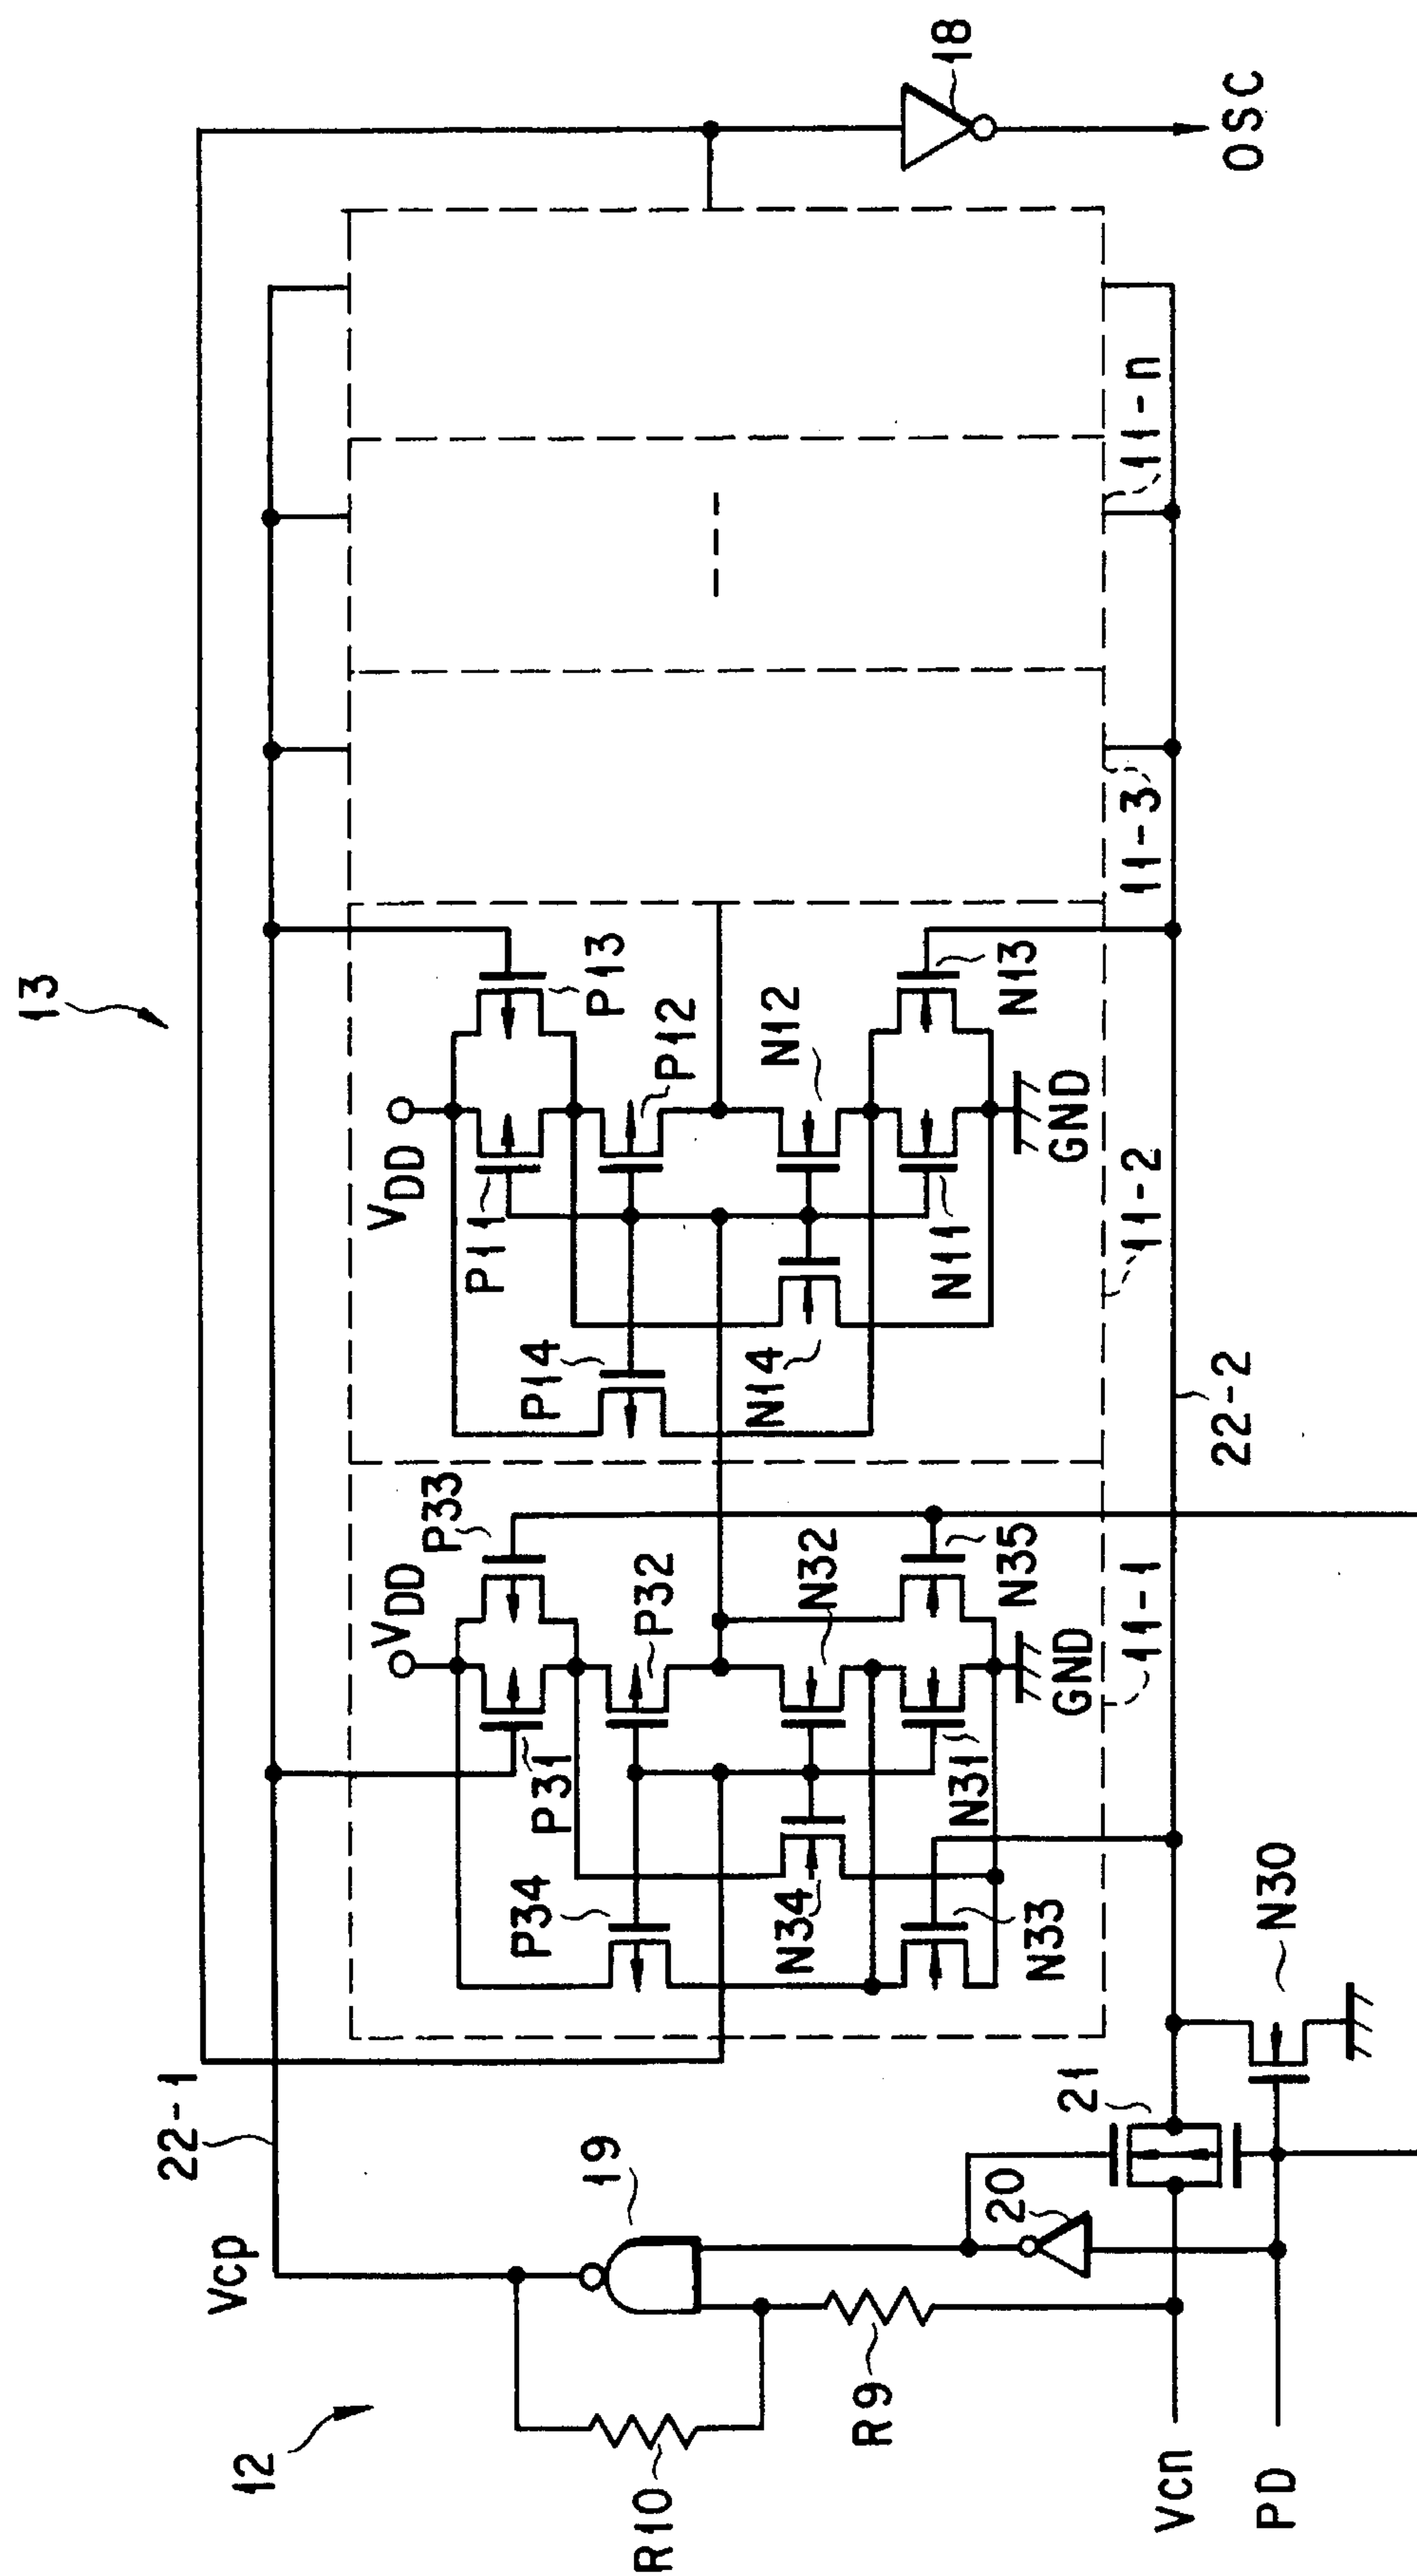 13
12
Vcp
22-1
R10
19
R9
20
21
Vcn
PD
N30
VDD
P33
P31
P32
P34
N34
N32
N31
N35
N33
GND
11-1
22-2
VDD
P11
P13
P12
P14
N14
N12
N11
N13
GND
11-2
11-3
11-n
18
OSC